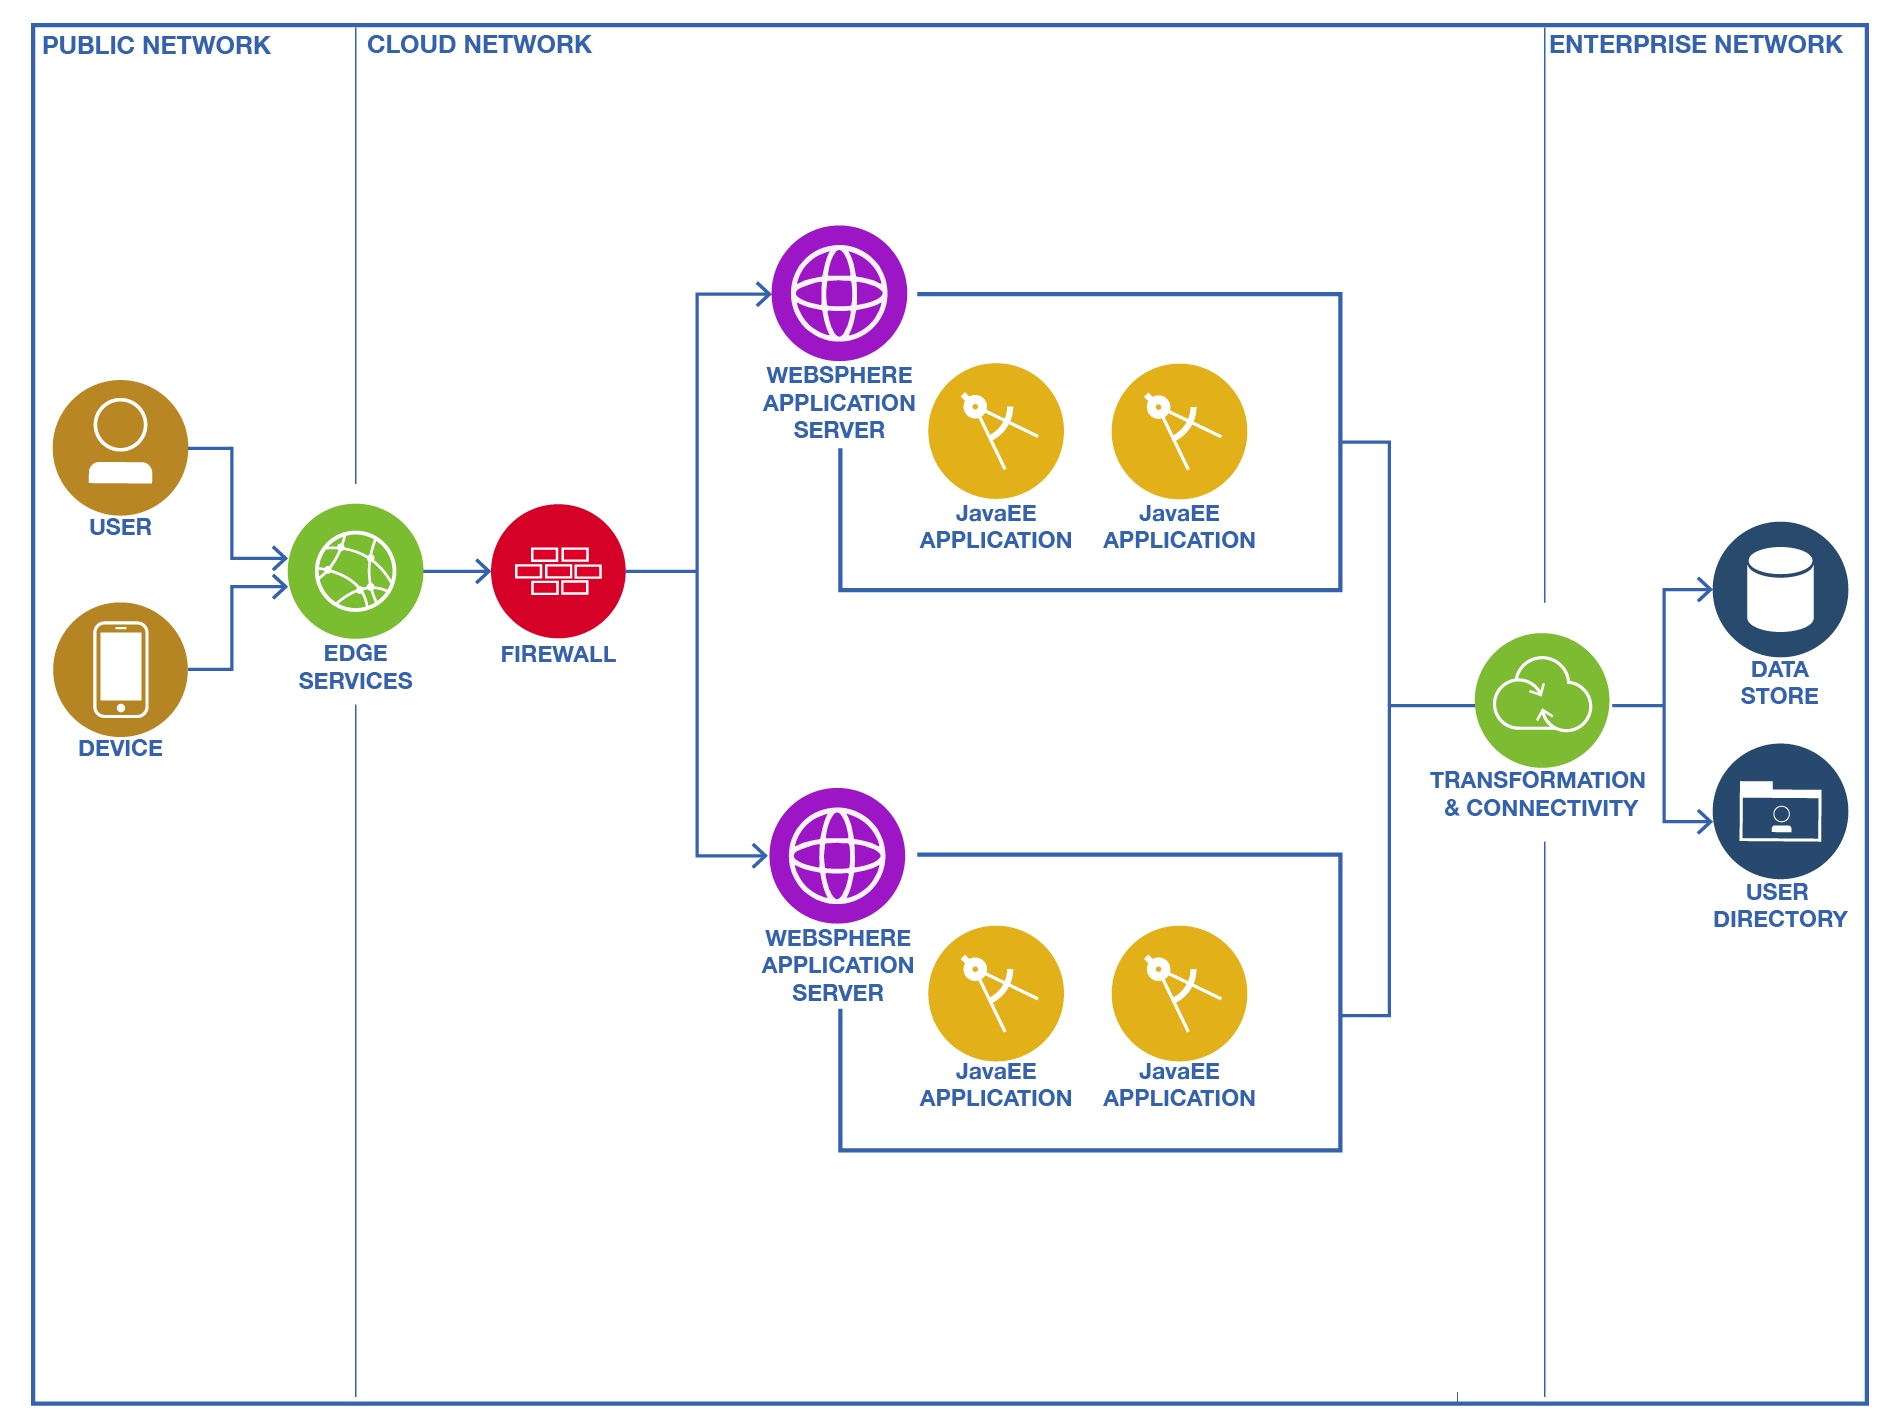 PUBLIC NETWORK
CLOUD NETWORK
ENTERPRISE NETWORK
USER
DEVICE
EDGE
SERVICES
FIREWALL
WEBSPHERE
APPLICATION
SERVER
JavaEE
APPLICATION
JavaEE
APPLICATION
WEBSPHERE
APPLICATION
SERVER
JavaEE
APPLICATION
JavaEE
APPLICATION
TRANSFORMATION
& CONNECTIVITY
DATA
STORE
USER
DIRECTORY